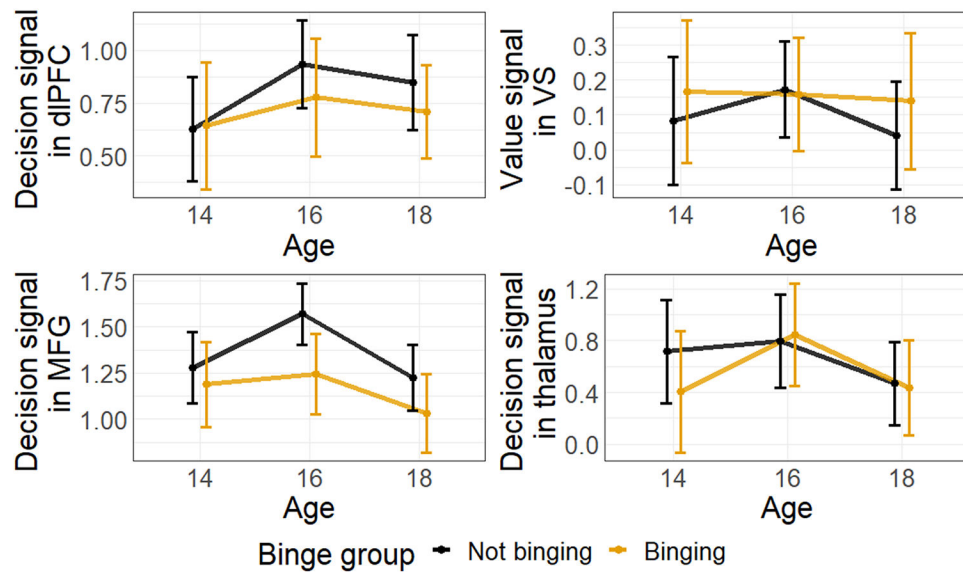 Decision signal
in dlPFC
1.00
0.75
0.50
14
16
18
Age
Value signal
in VS
0.3
0.2
0.1
0.0
-0.1
14
16
18
Age
Decision signal
in MFG
1.75
1.50
1.25
1.00
14
16
18
Age
Decision signal
in thalamus
1.2
0.8
0.4
0.0
14
16
18
Age
Binge group Not binging Binging